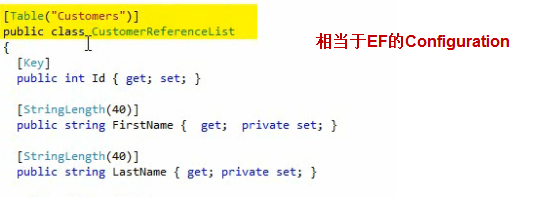 [Table("Customers")]
public class CustomerReferenceList
相当于EF的Configuration
{
[Key]
public int Id { get; set; }
[StringLength(40)]
public string FirstName { get; private set; }
[StringLength(40)]
public string LastName { get; private set; }